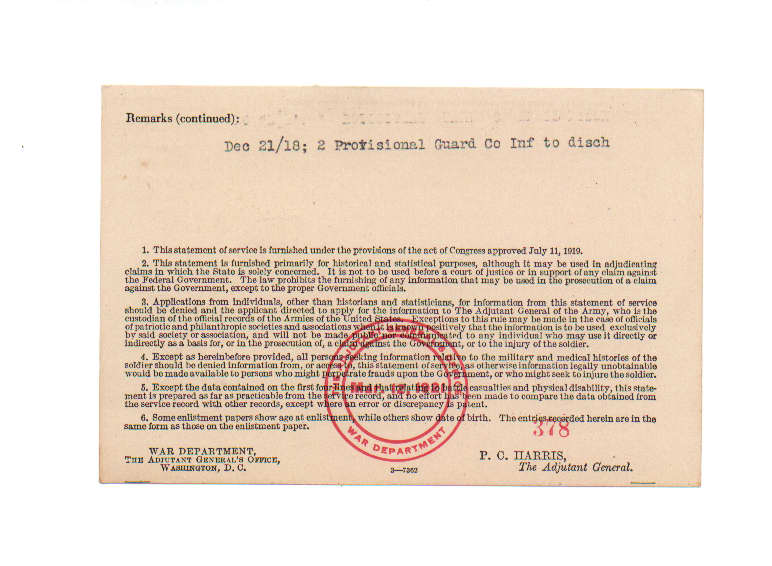 Remarks (continued):
Dec 21/18; 2 Provisional Guard Co Inf to disch
1. This statement of service is furnished under the provisions of the act of Congress approved July 11, 1919.
2. This statement is furnished primarily for historical and statistical purposes, although it may be used in adjudicating
claims in which the State is solely concerned. It is not to be used before a court of justice or in support of any claim against
the Federal Government. The law prohibits the furnishing of any information that may be used in the prosecution of a claim
against the Government, except to the proper Government officials.
3. Applications from individuals, other than historians and statisticians, for information from this statement of service
should be denied and the applicant directed to apply for the information to The Adjutant General of the Army, who is the
custodian of the official records of the Armies of the United States. Exceptions to this rule may be made in the case of officials
of patriotic and philanthropic societies and associations when it is known positively that the information is to be used exclusively
by said society or association, and will not be made public nor communicated to any individual who may use it directly or
indirectly as a basis for, or in the prosecution of, a claim against the Government, or to the injury of the soldier.
4. Except as hereinbefore provided, all persons seeking information relative to the military and medical histories of the
soldier should be denied information from, or access to, this statement of service, as otherwise information legally unobtainable
would be made available to persons who might perpetrate frauds upon the Government, or who might seek to injure the soldier.
5. Except the data contained on the first four lines and that relating to casualties and physical disability, this state-
ment is prepared as far as practicable from the service record, and no effort has been made to compare the data obtained from
the service record with other records, except where an error or discrepancy is patent.
6. Some enlistment papers show age at enlistment, while others show date of birth. The entries recorded herein are in the
same form as those on the enlistment paper.
378
WAR DEPARTMENT,
THE ADJUTANT GENERAL'S OFFICE,
WASHINGTON, D. C.
3—7362
P. C. HARRIS,
The Adjutant General.
WAR DEPARTMENT